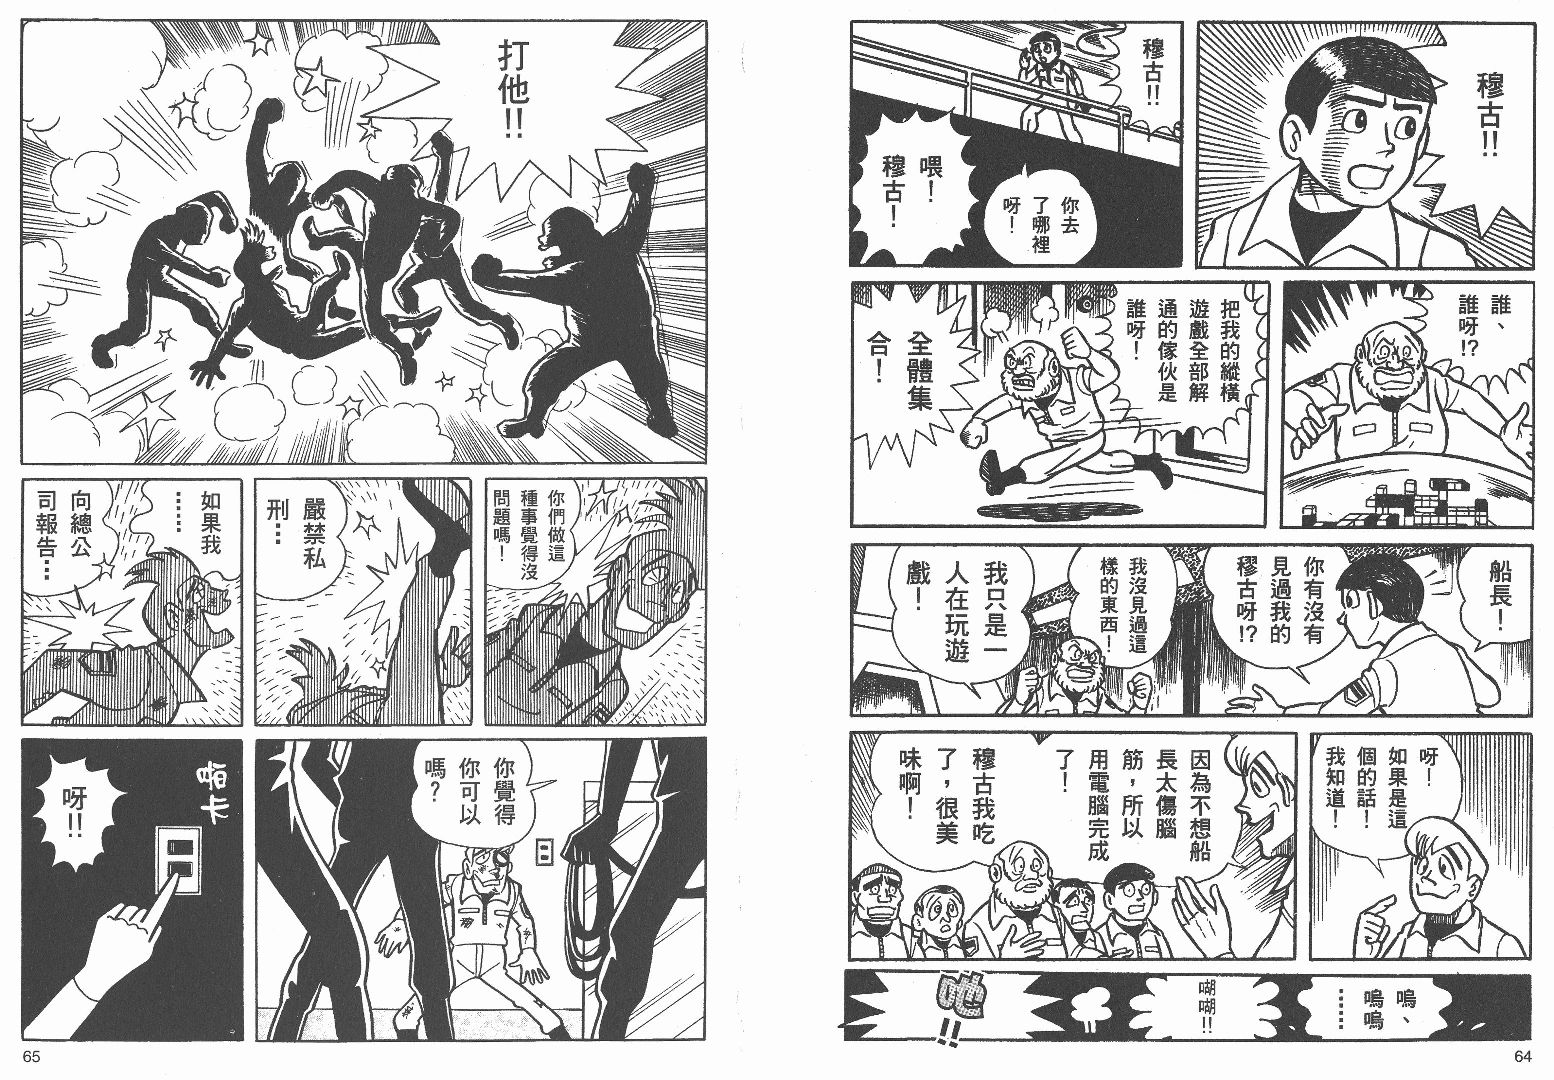 穆古!!
穆古!!
你去
了哪裡
呀！
喂！
穆古！
誰、
誰呀!?
把我的縱橫
遊戲全部解
通的傢伙是
誰呀！
全體集
合！
船長！
你有沒有
見過我的
穆古呀!?
我沒見過這
樣的東西！
我只是一
人在玩遊
戲！
呀！
如果是這
個的話！
我知道！
因為不想船
長太傷腦
筋，所以
用電腦完成
了！
穆古我吃
了，很美
味啊！
嗚、
嗚嗚
……
嘲嘲!!
吔!!
64
打他!!
你們做這
種事覺得沒
問題嗎！
嚴禁私
刑…
如果我
……
向總公
司報告…
你覺得
你可以
嗎？
啪卡
呀!!
65